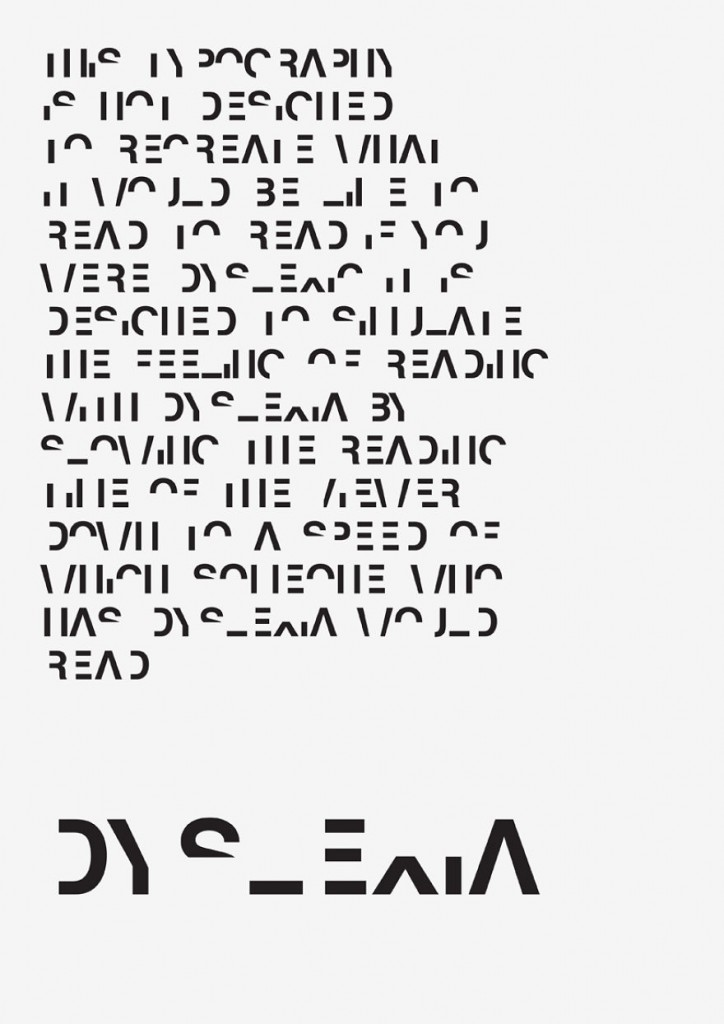 THIS TYPOGRAPHY
IS NOT DESIGNED
TO RECREATE WHAT
IT WOULD BE LIKE TO
READ TO READ IF YOU
WERE DYSLEXIC IT IS
DESIGNED TO SIMULATE
THE FEELING OF READING
WITH DYSLEXIA BY
SLOWING THE READING
TIME OF THE VIEWER
DOWN TO A SPEED OF
WHICH SOMEONE WHO
HAS DYSLEXIA WOULD
READ
DYSLEXIA